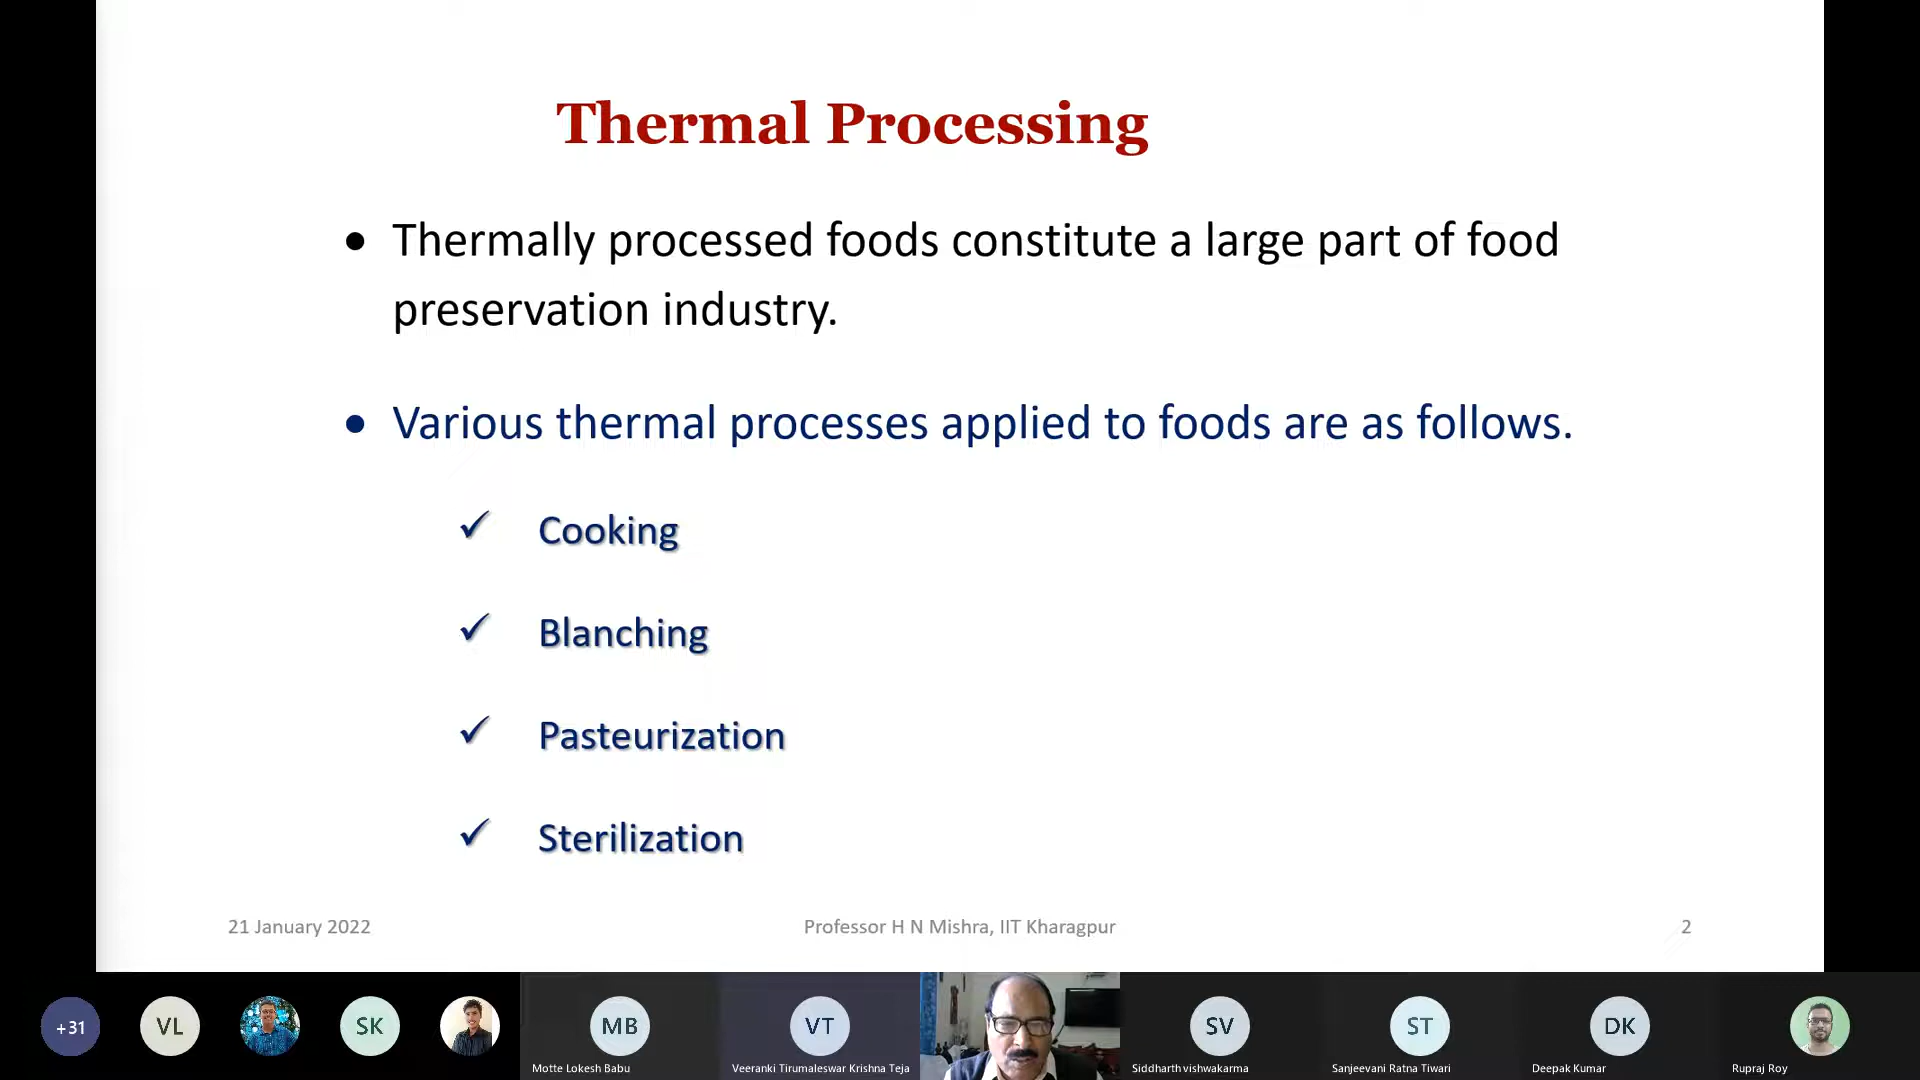 Thermal Processing
• Thermally processed foods constitute a large part of food
preservation industry.
• Various thermal processes applied to foods are as follows.
✓ Cooking
✓ Blanching
✓ Pasteurization
✓ Sterilization
21 January 2022 Professor H N Mishra, IIT Kharagpur 2
+31 VL SK MB VT SV ST DK
Motte Lokesh Babu Veeranki Tirumaleswar Krishna Teja Siddharth vishwakarma Sanjeevani Ratna Tiwari Deepak Kumar Rupraj Roy